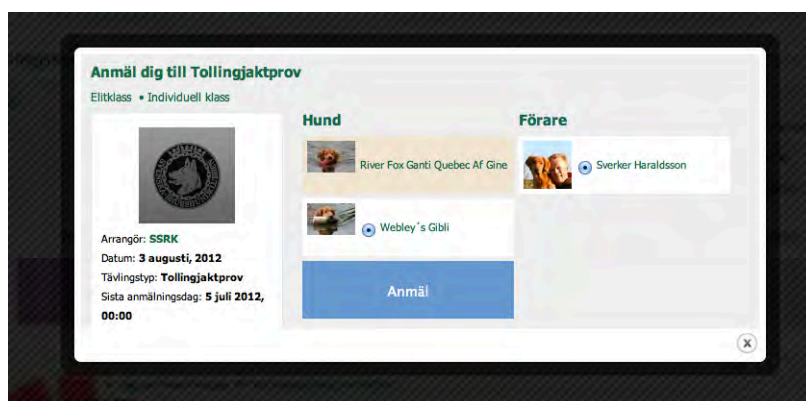 Anmäl dig till Tollingjaktprov
Elitklass • Individuell klass
Hund
Förare
River Fox Ganti Quebec Af Gine
Sverker Haraldsson
Webley´s Gibli
Anmäl
Arrangör: SSRK
Datum: 3 augusti, 2012
Tävlingstyp: Tollingjaktprov
Sista anmälningsdag: 5 juli 2012,
00:00
X